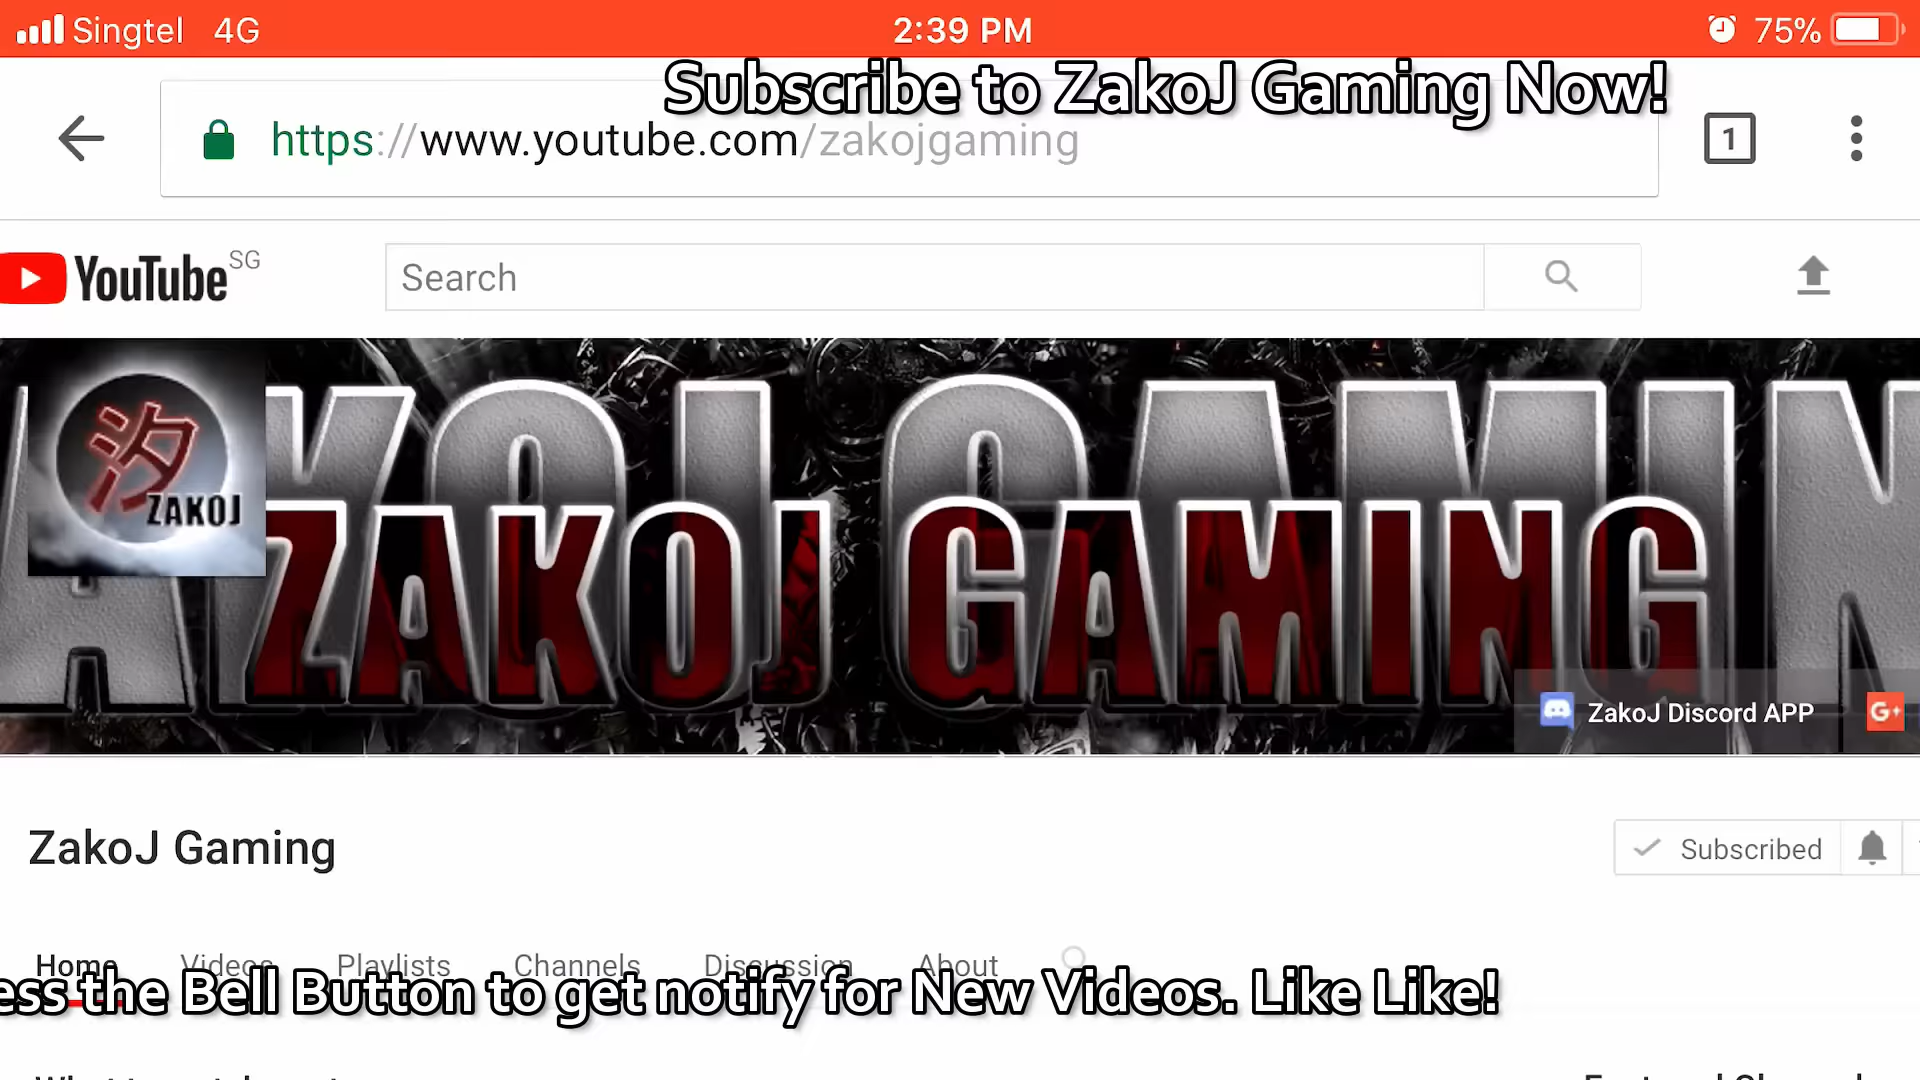 Singtel 4G 2:39 PM 75%
Subscribe to ZakoJ Gaming Now!
https://www.youtube.com/zakojgaming
1
YouTube SG
Search
汐
ZAKOJ
ZAKOJ GAMING
ZakoJ Discord APP G+
ZakoJ Gaming
Subscribed
Home Videos Playlists Channels Discussion About
the Bell Button to get notify for New Videos. Like Like!